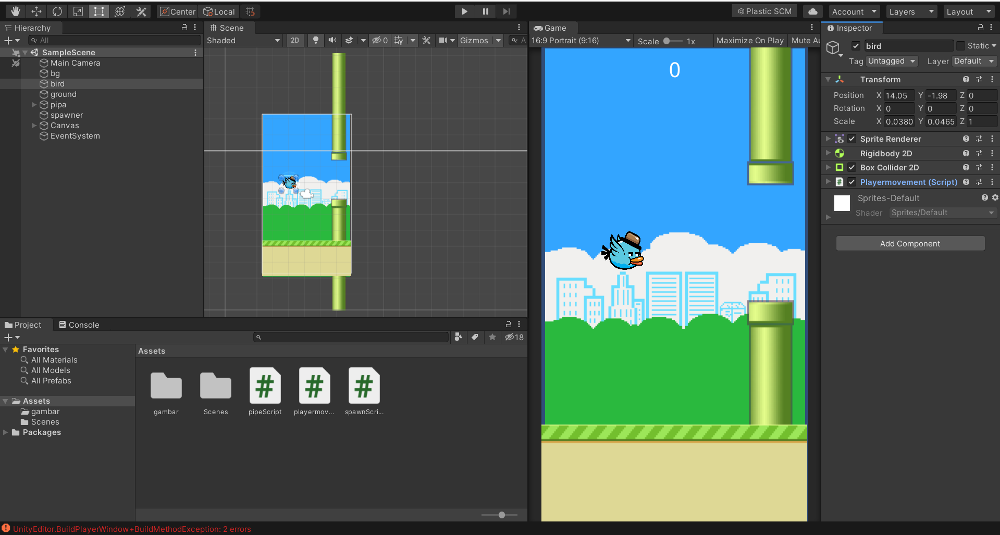 Center
Local
Plastic SCM
Account
Layers
Layout
Hierarchy
All
SampleScene
Main Camera
bg
bird
ground
pipa
spawner
Canvas
EventSystem
Scene
Shaded
2D
0
Gizmos
A
Game
16:9 Portrait (9:16)
Scale
1x
Maximize On Play
Mute Au
0
Inspector
bird
Static
Tag
Untagged
Layer
Default
Transform
Position X 14.05 Y -1.98 Z 0
Rotation X 0 Y 0 Z 0
Scale X 0.0380 Y 0.0465 Z 1
Sprite Renderer
Rigidbody 2D
Box Collider 2D
# Playermovement (Script)
Sprites-Default
Shader Sprites/Default
Add Component
Project
Console
18
Favorites
All Materials
All Models
All Prefabs
Assets
gambar
Scenes
Packages
Assets
# # #
gambar
Scenes
pipeScript
playermov...
spawnScri...
UnityEditor.BuildPlayerWindow+BuildMethodException: 2 errors